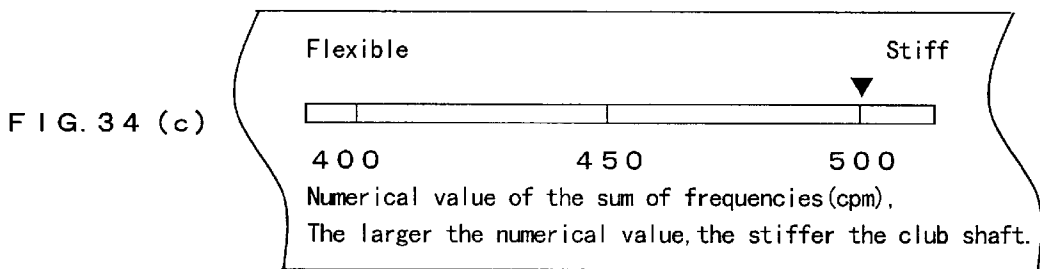 FIG. 34 (c)
Flexible Stiff
400 450 500
Numerical value of the sum of frequencies(cpm),
The larger the numerical value, the stiffer the club shaft.